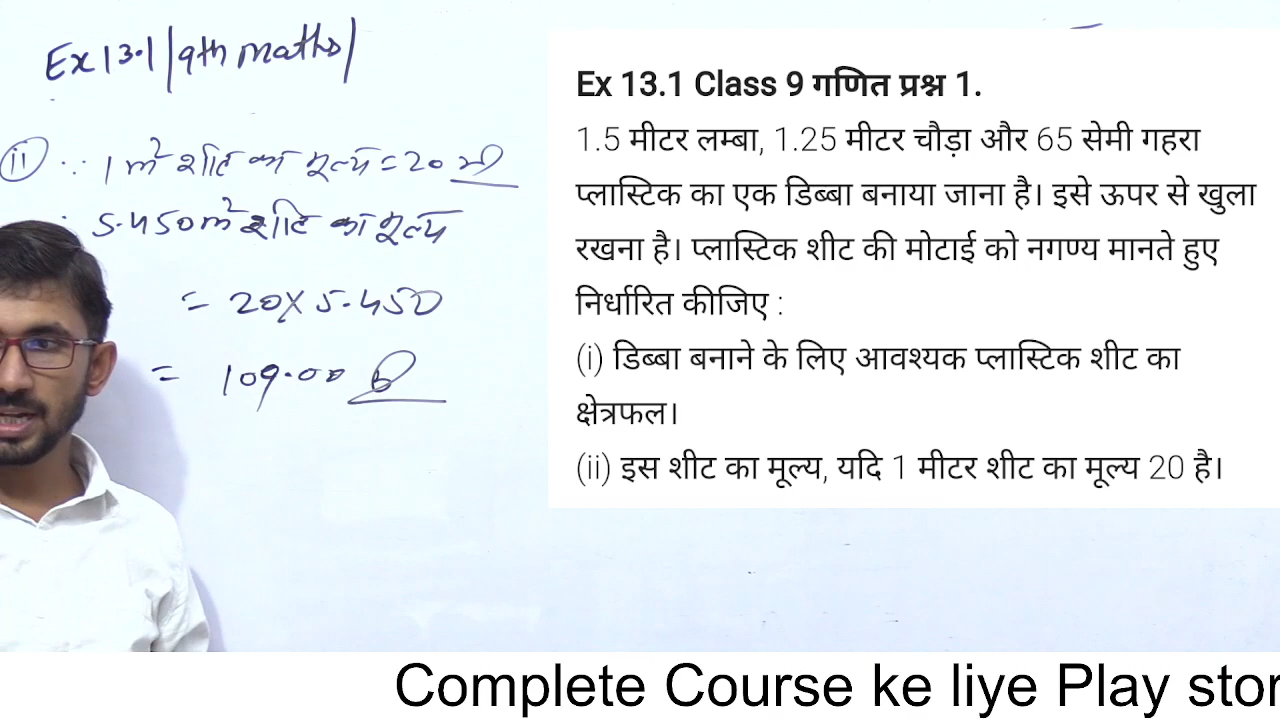 Ex 13.1 | 9th maths |
(ii) ∵ 1 m² शीट का मूल्य = 20
5.450 m² शीट का मूल्य
= 20 X 5.450
= 109.00
Ex 13.1 Class 9 गणित प्रश्न 1.
1.5 मीटर लम्बा, 1.25 मीटर चौड़ा और 65 सेमी गहरा
प्लास्टिक का एक डिब्बा बनाया जाना है। इसे ऊपर से खुला
रखना है। प्लास्टिक शीट की मोटाई को नगण्य मानते हुए
निर्धारित कीजिए :
(i) डिब्बा बनाने के लिए आवश्यक प्लास्टिक शीट का
क्षेत्रफल।
(ii) इस शीट का मूल्य, यदि 1 मीटर शीट का मूल्य 20 है।
Complete Course ke liye Play stor